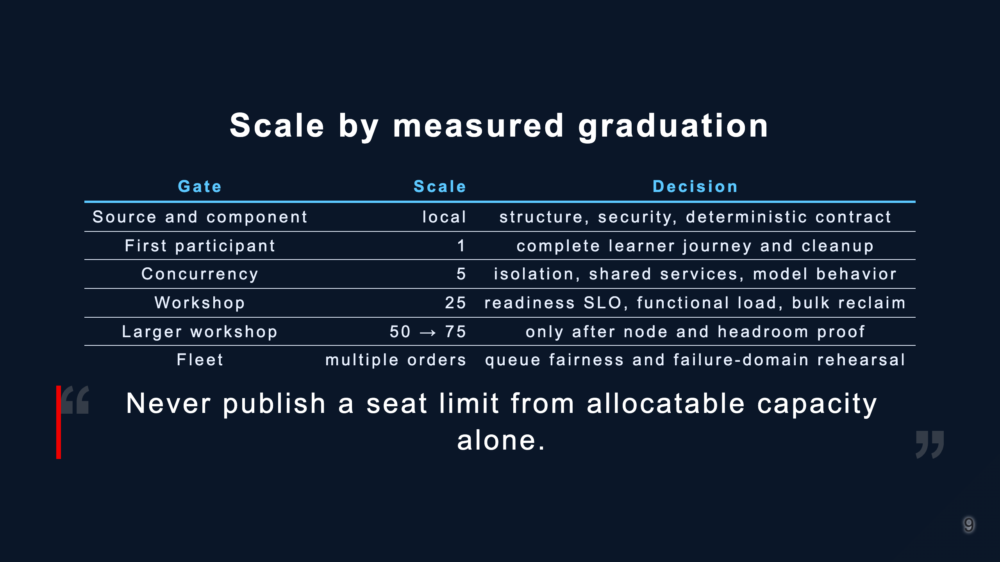 Scale by measured graduation
Gate Scale Decision
Source and component local structure, security, deterministic contract
First participant 1 complete learner journey and cleanup
Concurrency 5 isolation, shared services, model behavior
Workshop 25 readiness SLO, functional load, bulk reclaim
Larger workshop 50 → 75 only after node and headroom proof
Fleet multiple orders queue fairness and failure-domain rehearsal
“ Never publish a seat limit from allocatable capacity
alone. ”
9